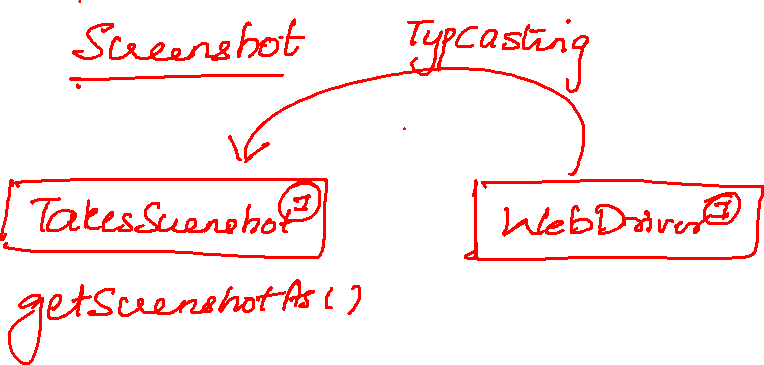 Screenshot
Typcasting
TakesScreenshot I
WebDriver I
getScreenshotAs()